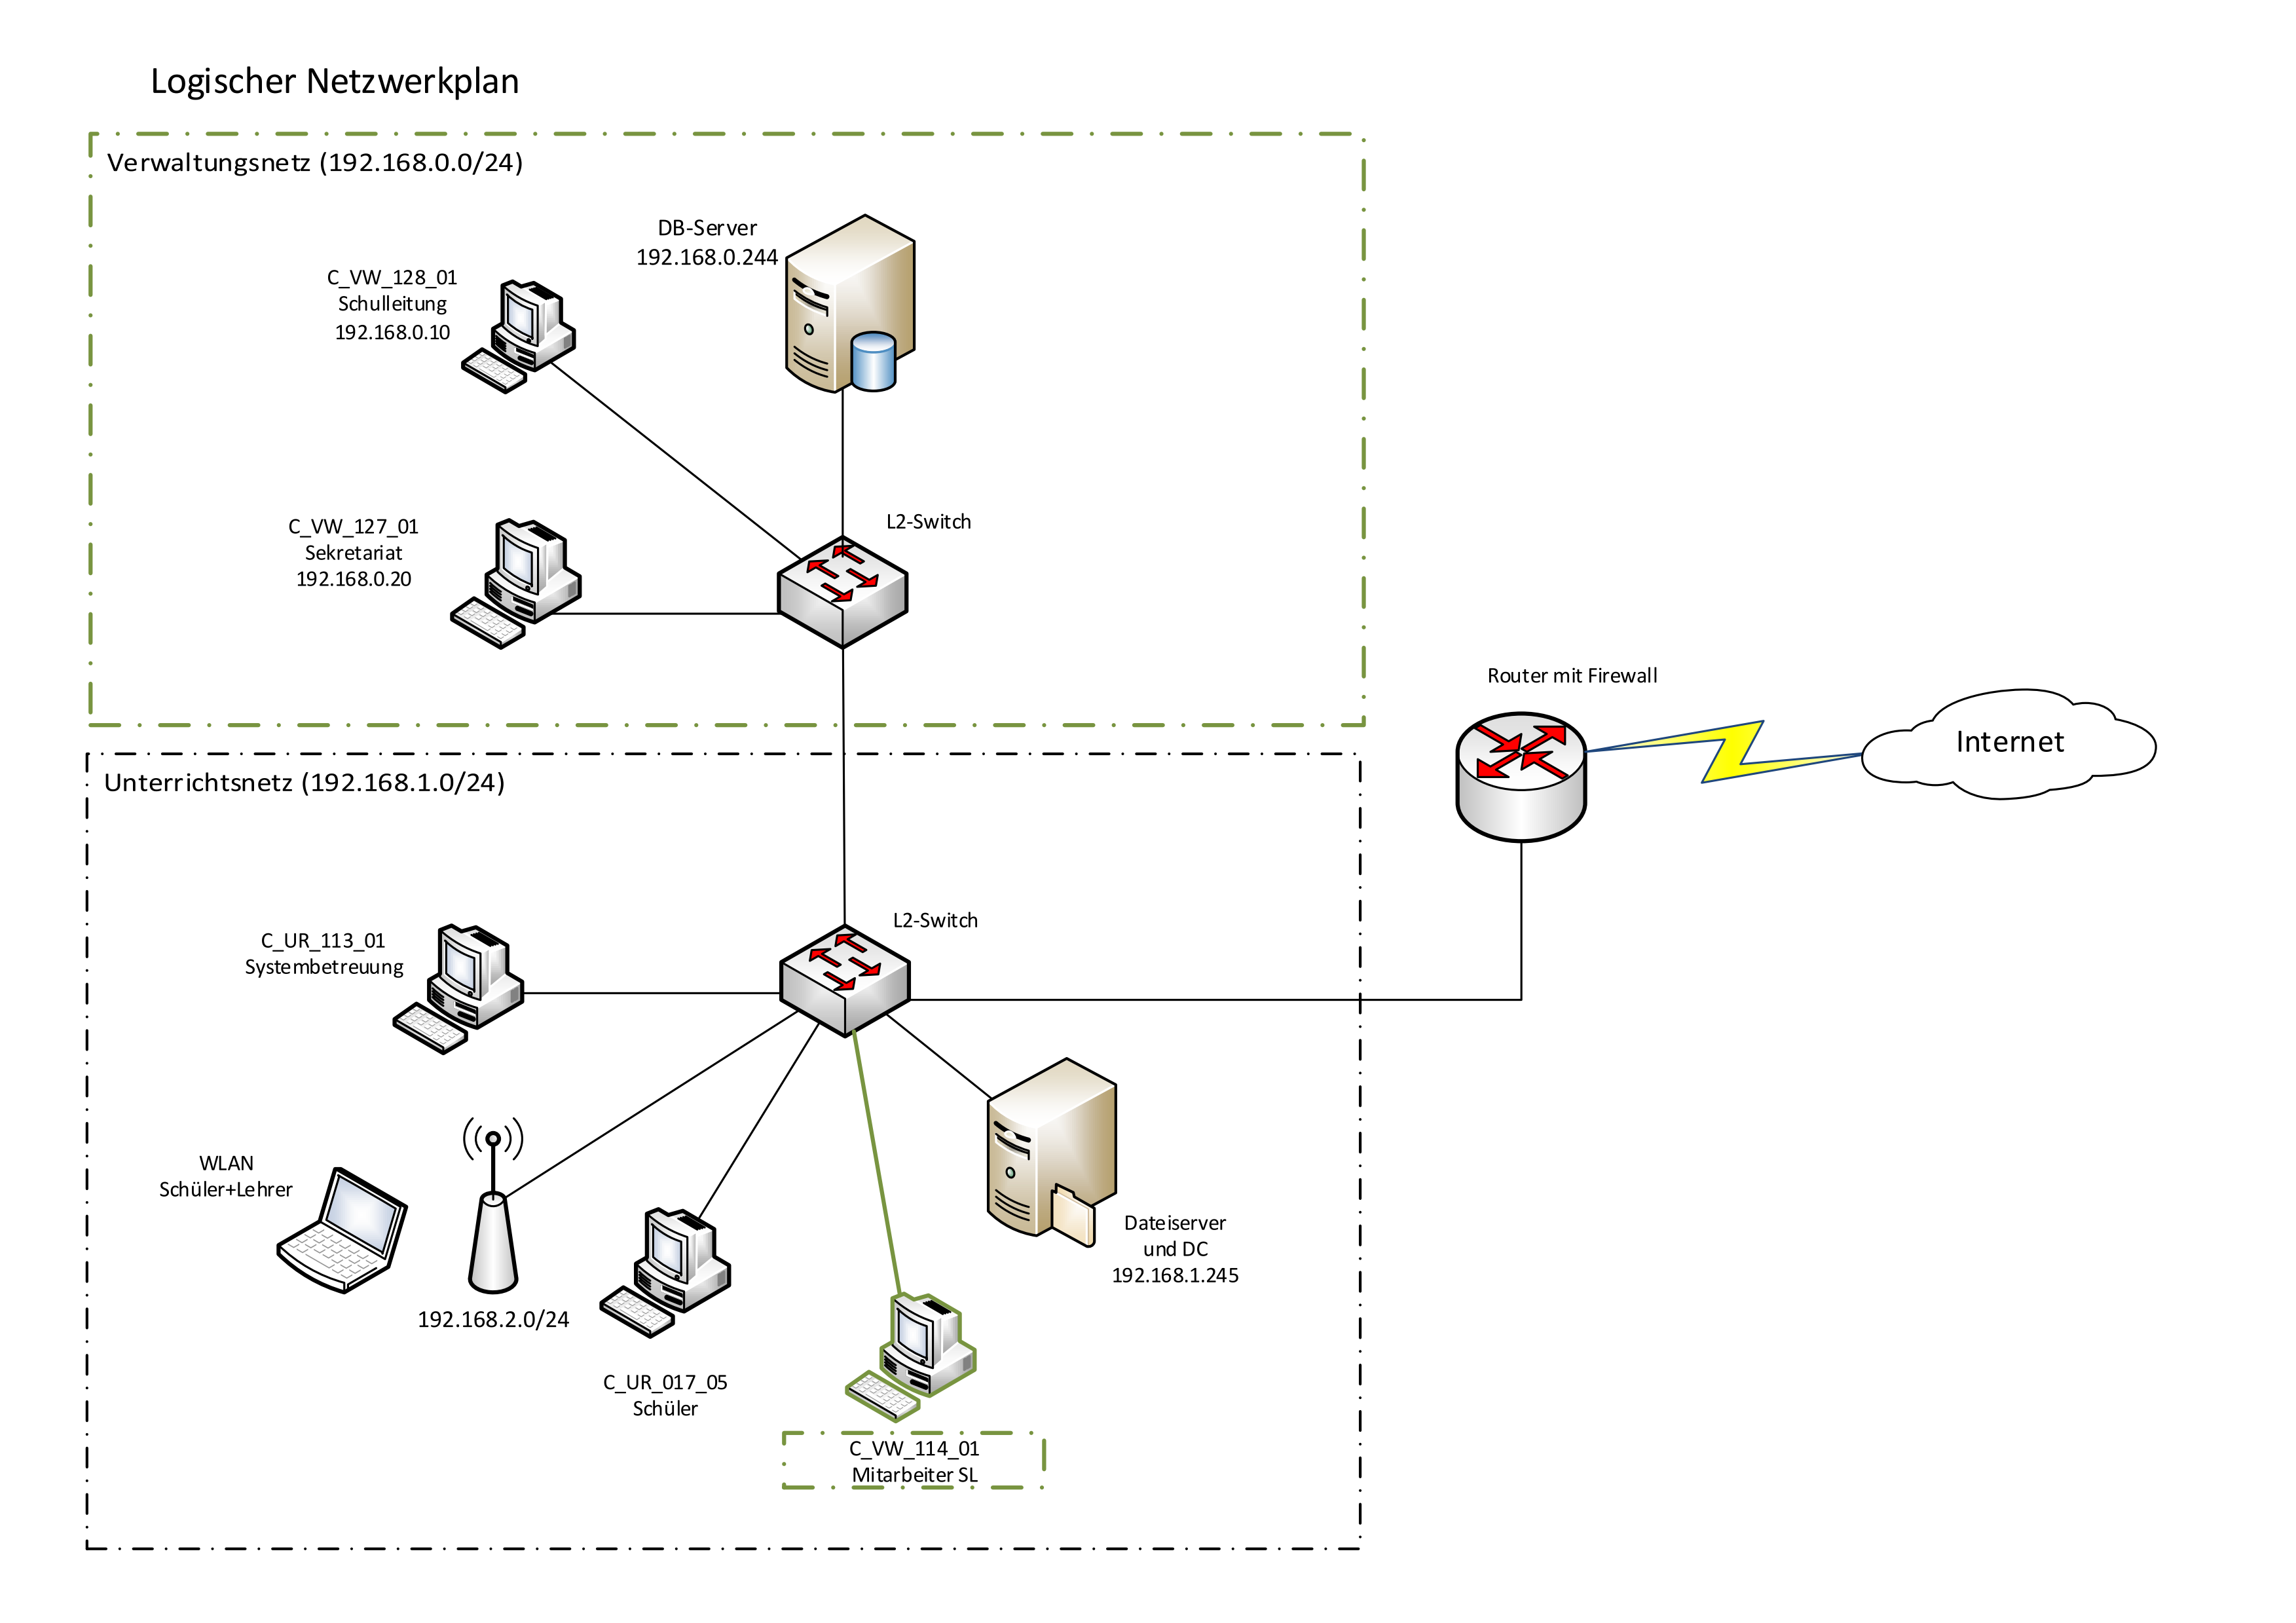 Logischer Netzwerkplan
Verwaltungsnetz (192.168.0.0/24)
DB-Server
192.168.0.244
C_VW_128_01
Schulleitung
192.168.0.10
C_VW_127_01
Sekretariat
192.168.0.20
L2-Switch
Router mit Firewall
Internet
Unterrichtsnetz (192.168.1.0/24)
L2-Switch
C_UR_113_01
Systembetreuung
WLAN
Schüler+Lehrer
192.168.2.0/24
C_UR_017_05
Schüler
Dateiserver
und DC
192.168.1.245
C_VW_114_01
Mitarbeiter SL